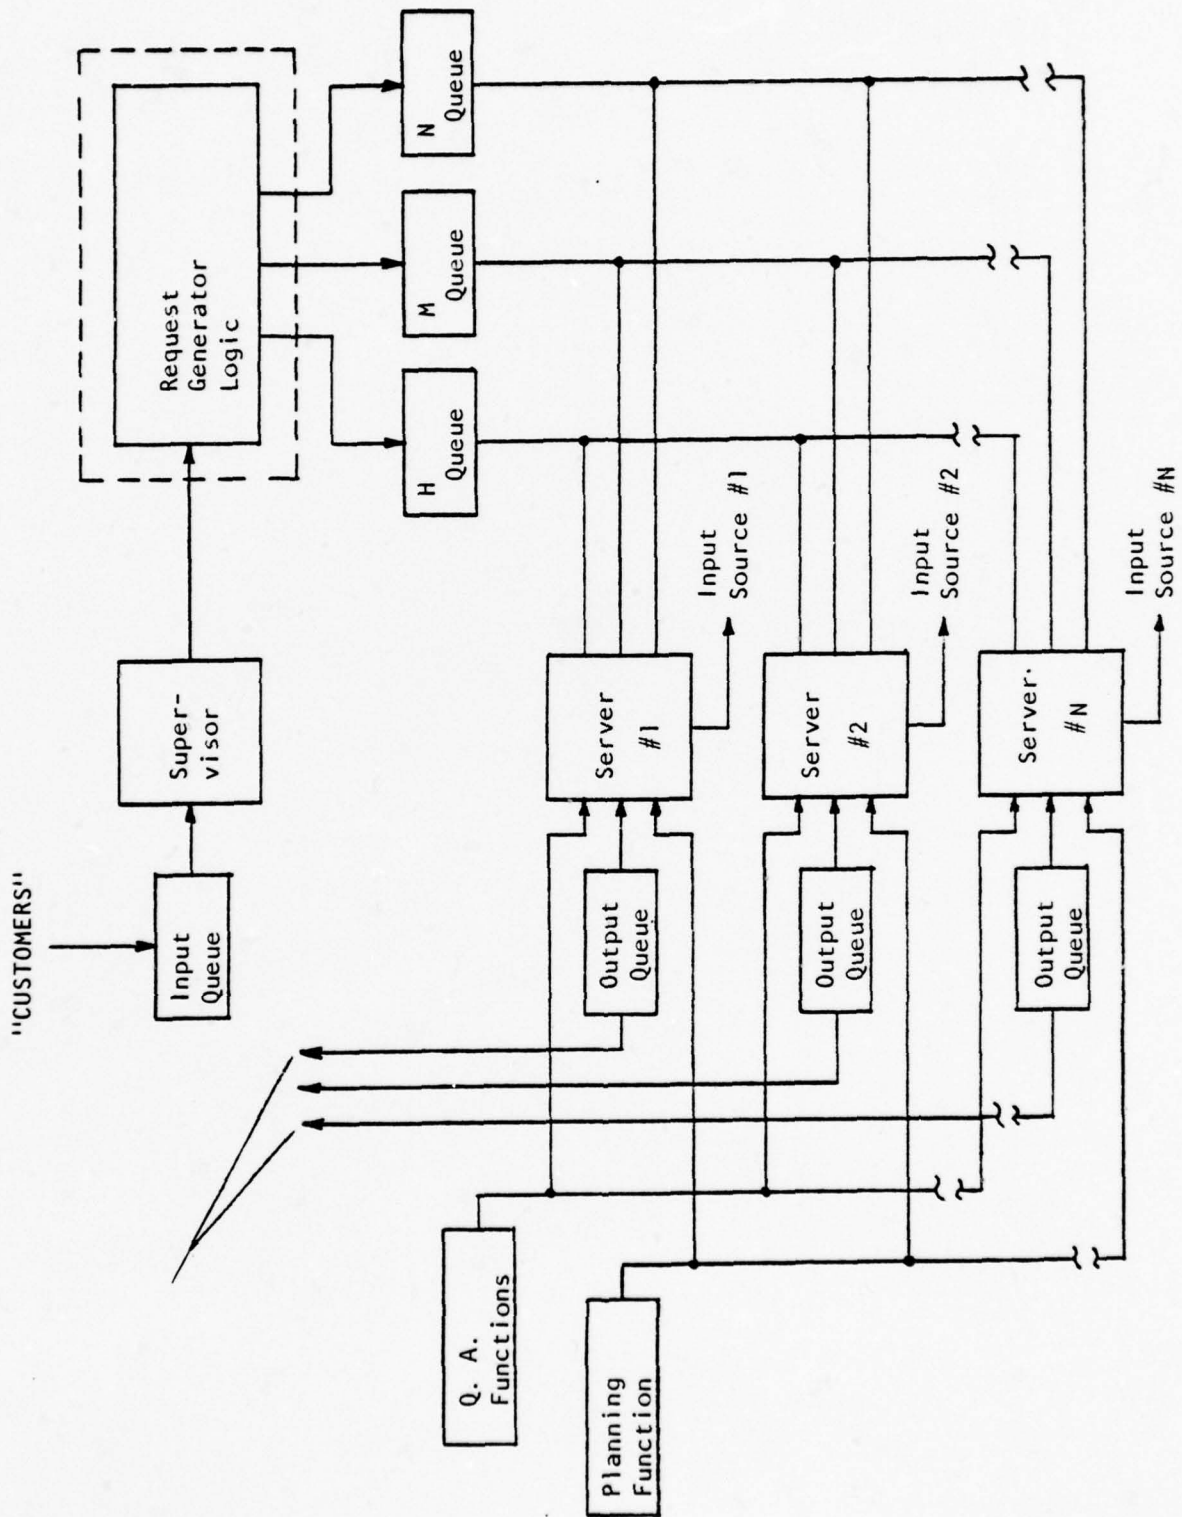 "CUSTOMERS"
Input
Queue
Super-
visor
Request
Generator
Logic
H
Queue
M
Queue
N
Queue
Q. A.
Functions
Planning
Function
Output
Queue
Server
#1
Input
Source #1
Output
Queue
Server
#2
Input
Source #2
Output
Queue
Server
#N
Input
Source #N